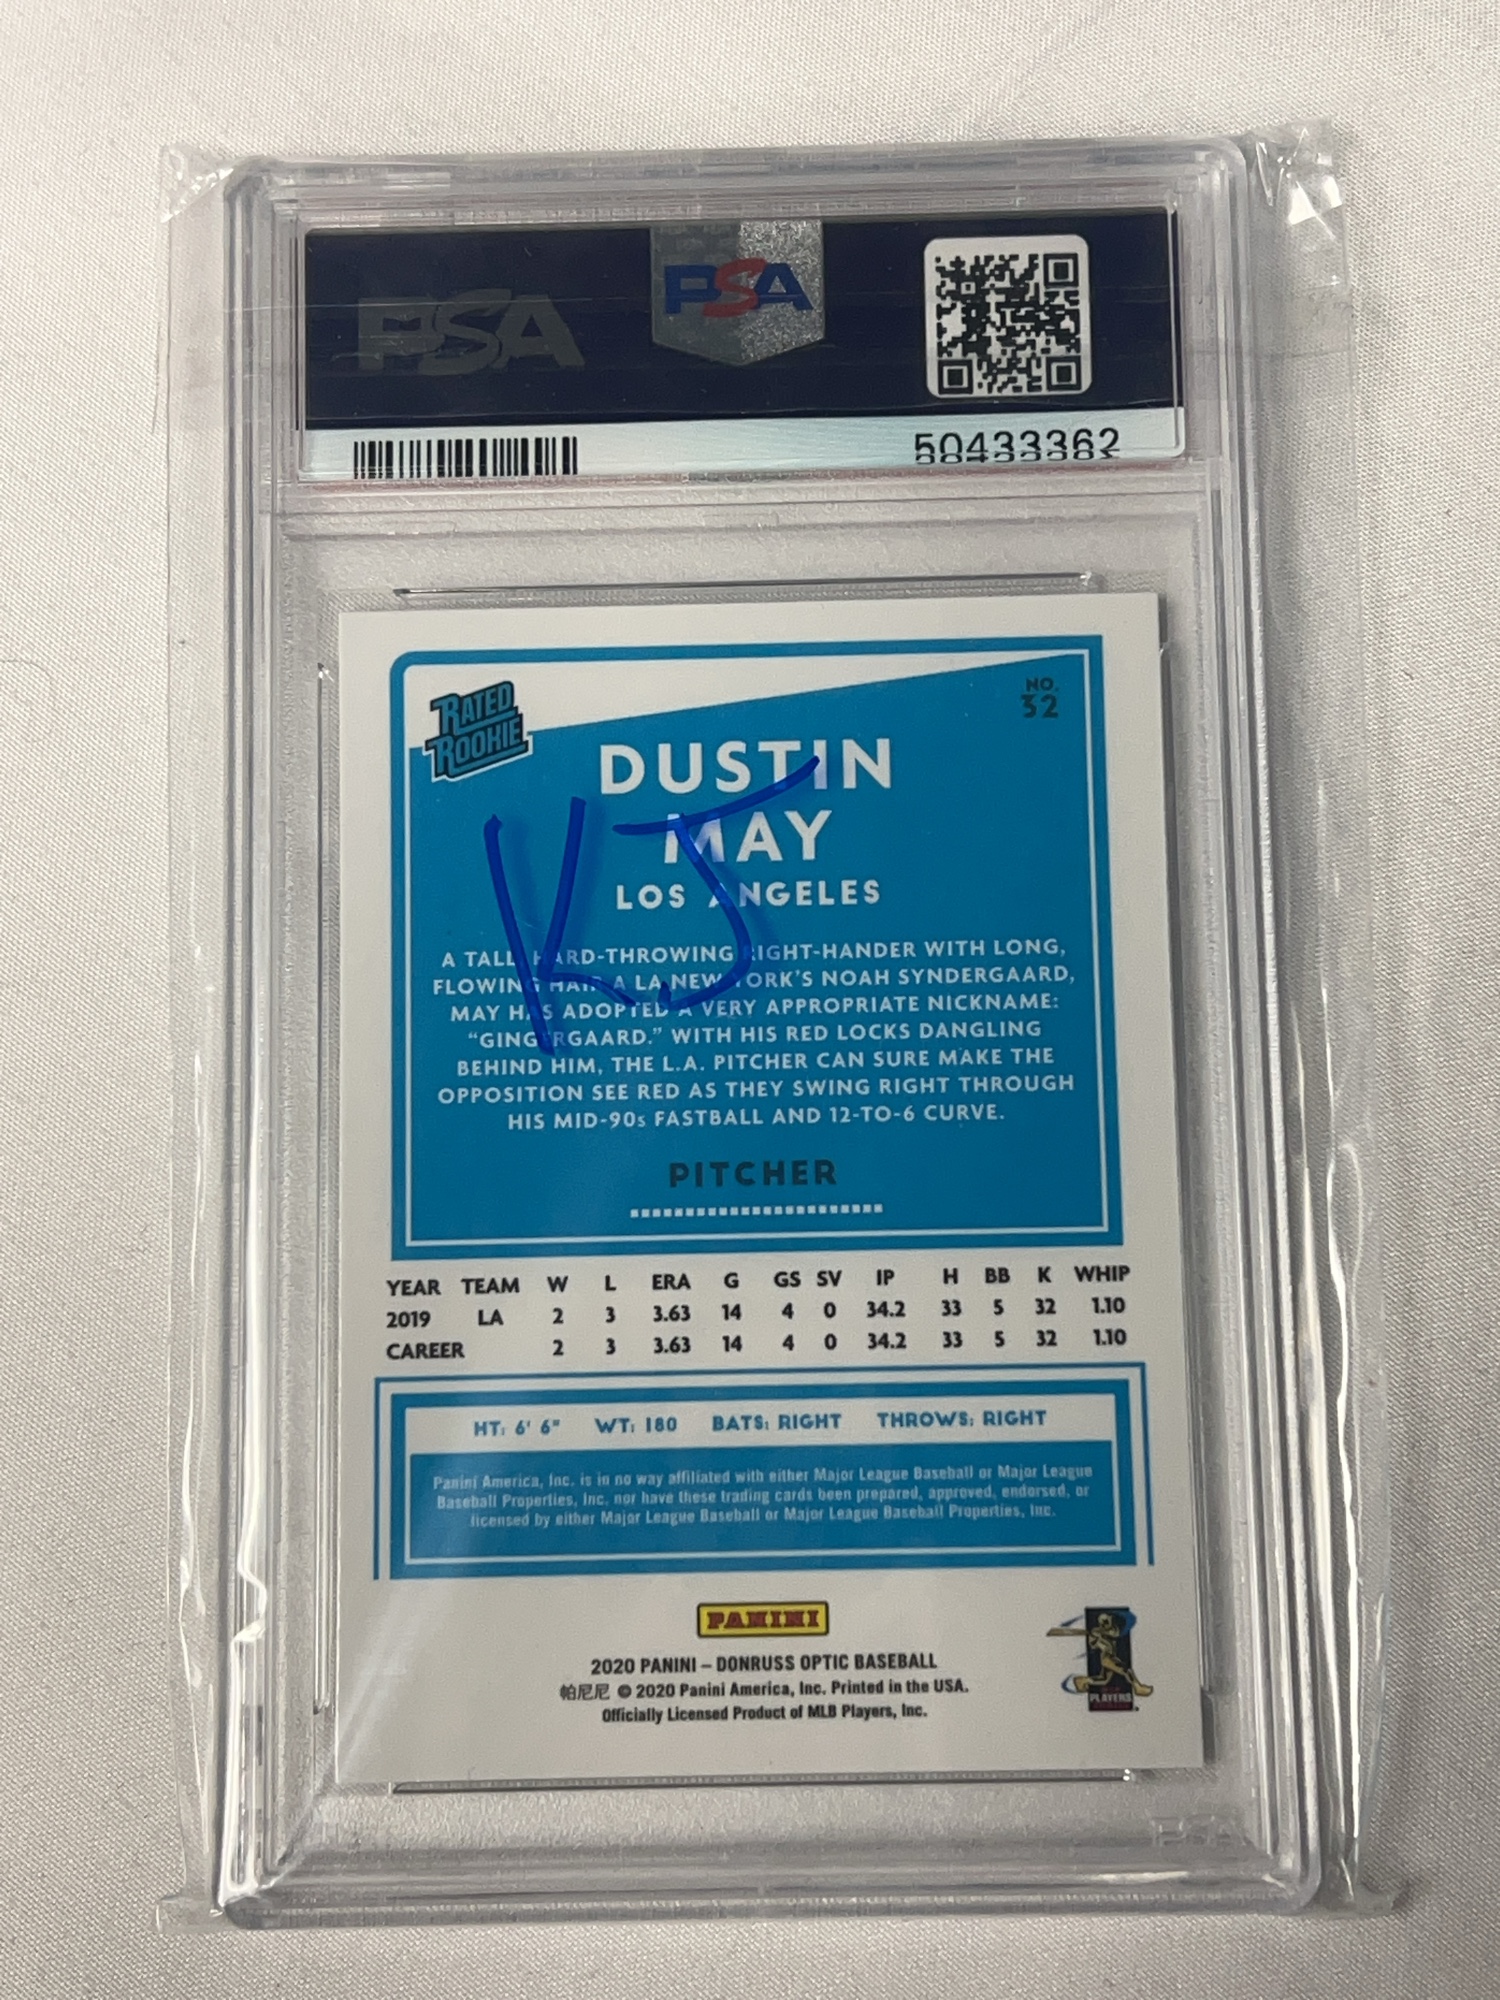 PSA
PSA
50433362
RATED
ROOKIE
NO.
32
DUSTIN
MAY
LOS ANGELES
KJ
A TALL, HARD-THROWING RIGHT-HANDER WITH LONG,
FLOWING HAIR A LA NEW YORK'S NOAH SYNDERGAARD,
MAY HAS ADOPTED A VERY APPROPRIATE NICKNAME:
“GINGERGAARD.” WITH HIS RED LOCKS DANGLING
BEHIND HIM, THE L.A. PITCHER CAN SURE MAKE THE
OPPOSITION SEE RED AS THEY SWING RIGHT THROUGH
HIS MID-90s FASTBALL AND 12-TO-6 CURVE.
PITCHER
YEAR TEAM W L ERA G GS SV IP H BB K WHIP
2019 LA 2 3 3.63 14 4 0 34.2 33 5 32 1.10
CAREER 2 3 3.63 14 4 0 34.2 33 5 32 1.10
HT: 6' 6" WT: 180 BATS: RIGHT THROWS: RIGHT
Panini America, Inc. is in no way affiliated with either Major League Baseball or Major League
Baseball Properties, Inc. nor have these trading cards been prepared, approved, endorsed, or
licensed by either Major League Baseball or Major League Baseball Properties, Inc.
PANINI
2020 PANINI – DONRUSS OPTIC BASEBALL
帕尼尼 © 2020 Panini America, Inc. Printed in the USA.
Officially Licensed Product of MLB Players, Inc.
PLAYERS
PSA